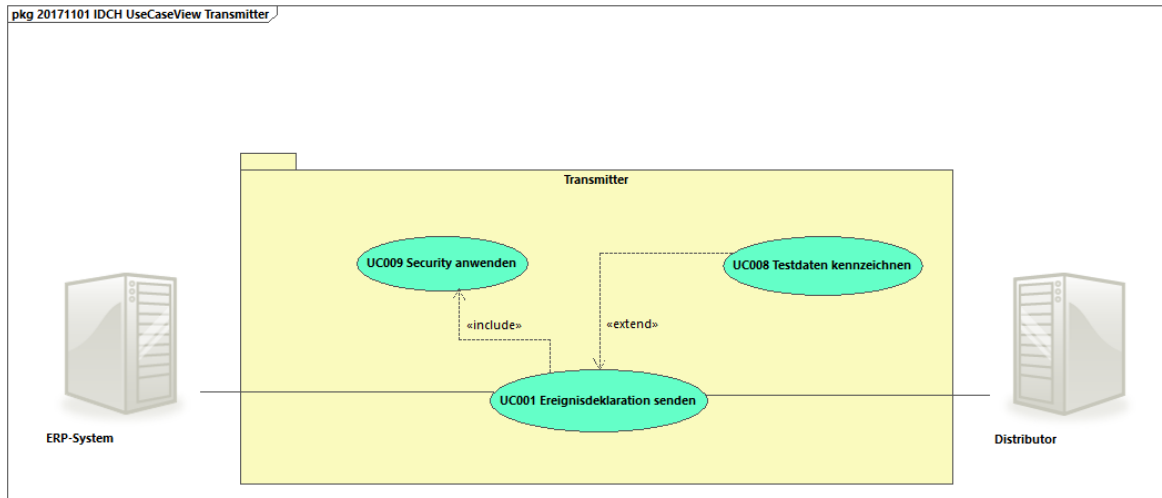 pkg 20171101 IDCH UseCaseView Transmitter
Transmitter
UC009 Security anwenden
UC008 Testdaten kennzeichnen
«include»
«extend»
UC001 Ereignisdeklaration senden
ERP-System
Distributor